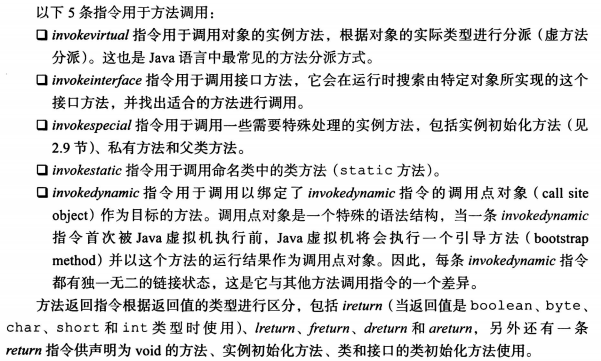 以下 5 条指令用于方法调用：
❑ invokevirtual 指令用于调用对象的实例方法，根据对象的实际类型进行分派（虚方法
分派）。这也是 Java 语言中最常见的方法分派方式。
❑ invokeinterface 指令用于调用接口方法，它会在运行时搜索由特定对象所实现的这个
接口方法，并找出适合的方法进行调用。
❑ invokespecial 指令用于调用一些需要特殊处理的实例方法，包括实例初始化方法（见
2.9 节）、私有方法和父类方法。
❑ invokestatic 指令用于调用命名类中的类方法（static 方法）。
❑ invokedynamic 指令用于调用以绑定了 invokedynamic 指令的调用点对象（call site
object）作为目标的方法。调用点对象是一个特殊的语法结构，当一条 invokedynamic
指令首次被 Java 虚拟机执行前，Java 虚拟机将会执行一个引导方法（bootstrap
method）并以这个方法的运行结果作为调用点对象。因此，每条 invokedynamic 指令
都有独一无二的链接状态，这是它与其他方法调用指令的一个差异。
方法返回指令根据返回值的类型进行区分，包括 ireturn（当返回值是 boolean、byte、
char、short 和 int 类型时使用）、lreturn、freturn、dreturn 和 areturn，另外还有一条
return 指令供声明为 void 的方法、实例初始化方法、类和接口的类初始化方法使用。